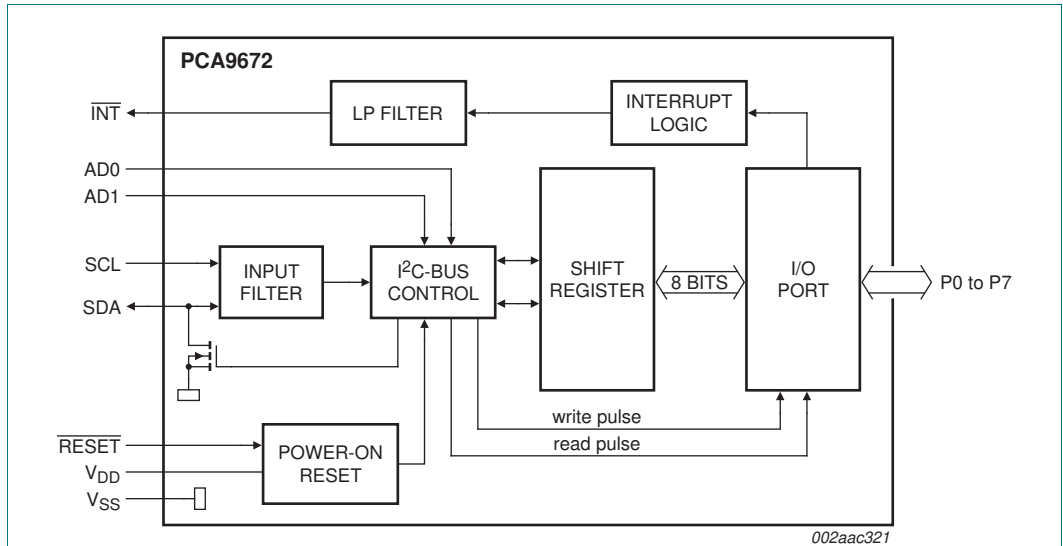 PCA9672
INT
LP FILTER
INTERRUPT
LOGIC
AD0
AD1
SCL
SDA
INPUT
FILTER
I²C-BUS
CONTROL
SHIFT
REGISTER
8 BITS
I/O
PORT
P0 to P7
write pulse
read pulse
RESET
VDD
VSS
POWER-ON
RESET
002aac321